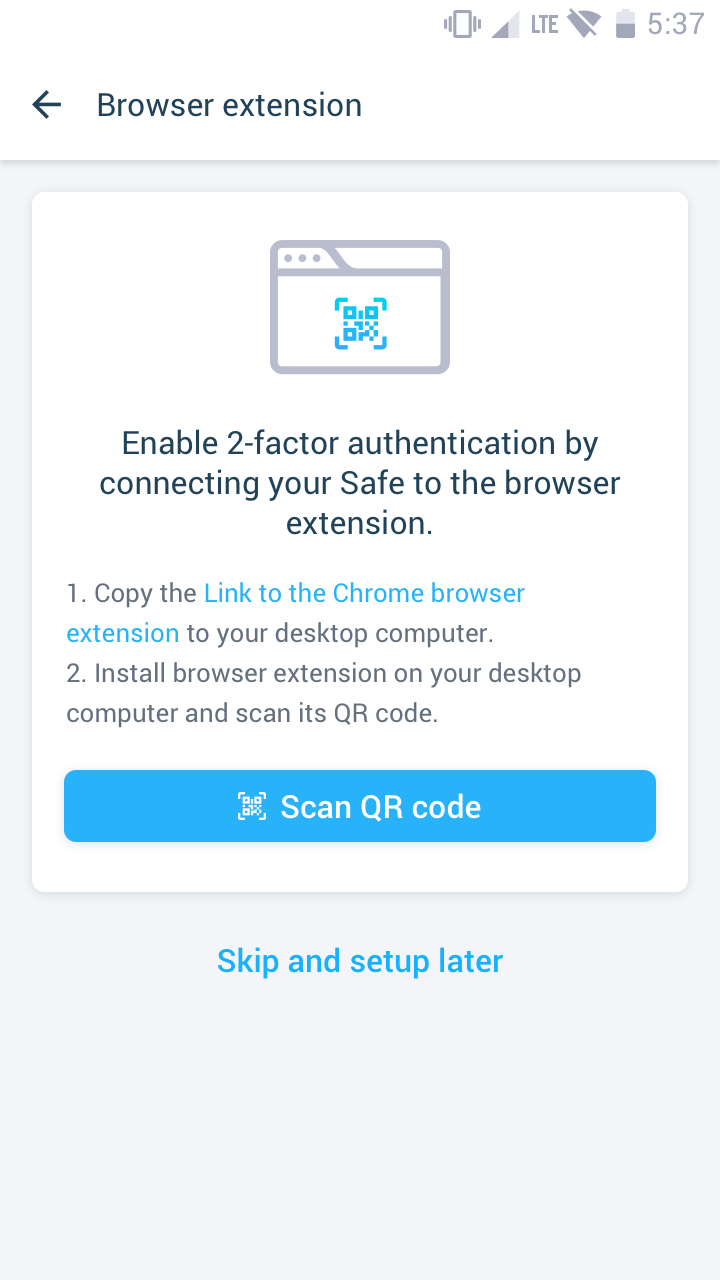 LTE 5:37
Browser extension
Enable 2-factor authentication by
connecting your Safe to the browser
extension.
1. Copy the Link to the Chrome browser
extension to your desktop computer.
2. Install browser extension on your desktop
computer and scan its QR code.
Scan QR code
Skip and setup later